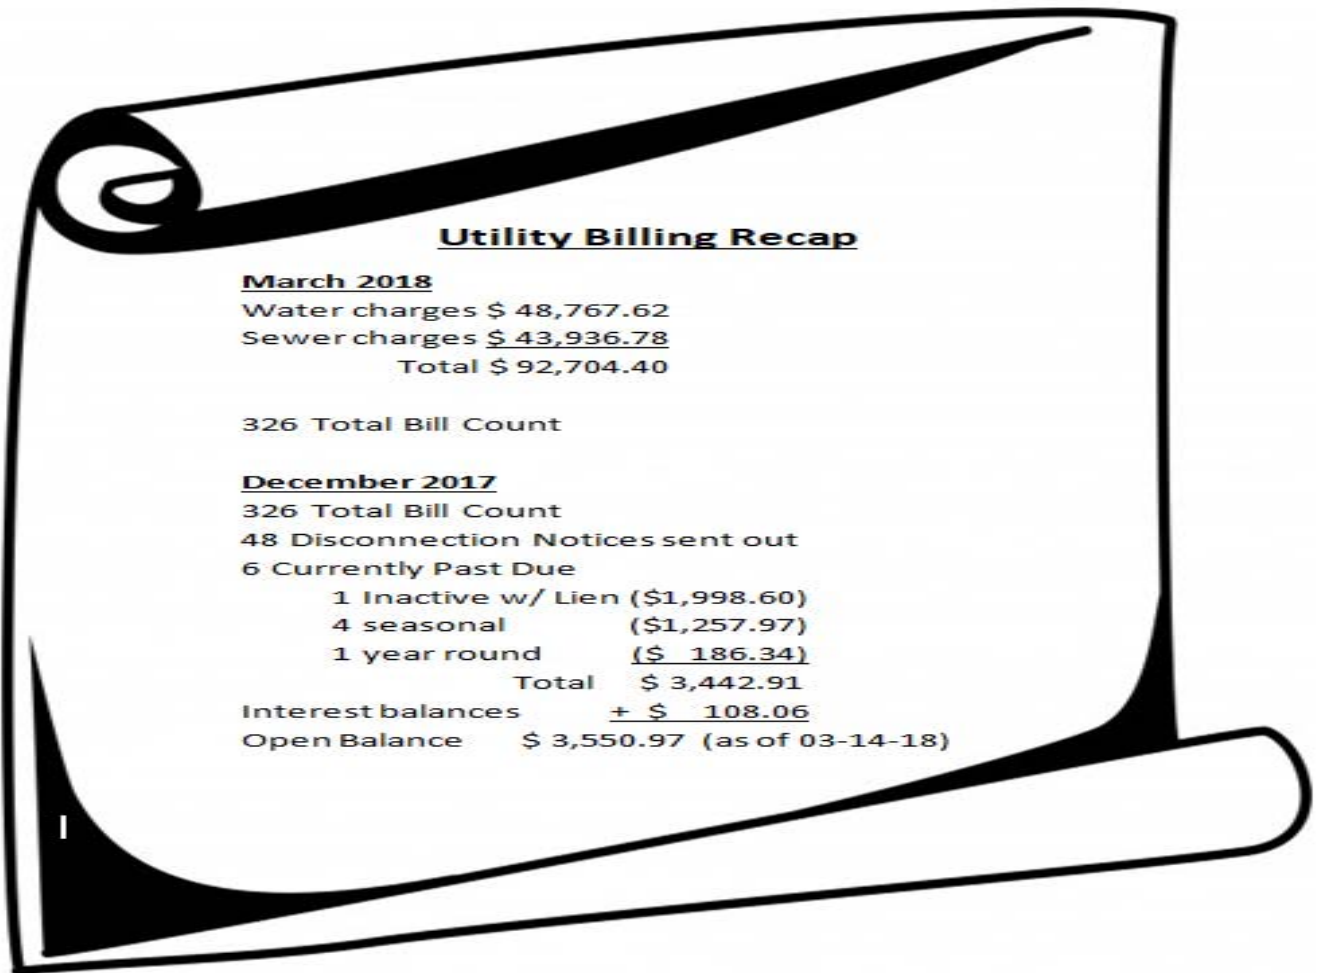 Utility Billing Recap
March 2018
Water charges $ 48,767.62
Sewer charges $ 43,936.78
Total $ 92,704.40
326 Total Bill Count
December 2017
326 Total Bill Count
48 Disconnection Notices sent out
6 Currently Past Due
1 Inactive w/ Lien ($1,998.60)
4 seasonal ($1,257.97)
1 year round ($ 186.34)
Total $ 3,442.91
Interest balances + $ 108.06
Open Balance $ 3,550.97 (as of 03-14-18)
I